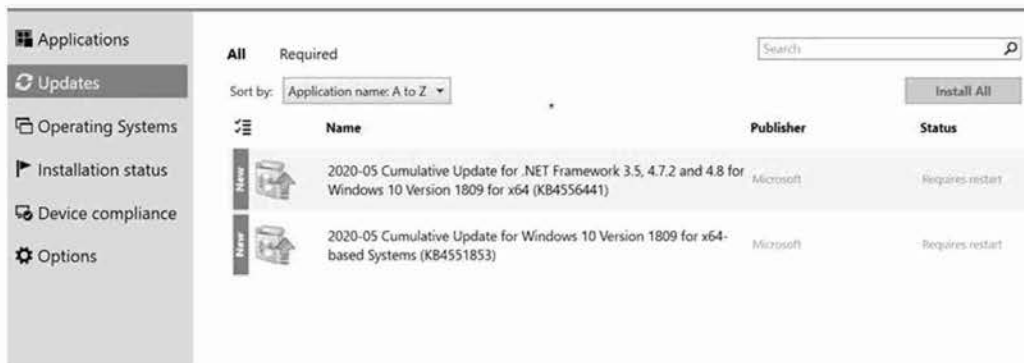 Applications
Updates
Operating Systems
Installation status
Device compliance
Options
All Required
Search
Sort by: Application name: A to Z
Install All
Name Publisher Status
New
2020-05 Cumulative Update for .NET Framework 3.5, 4.7.2 and 4.8 for
Windows 10 Version 1809 for x64 (KB4556441)
Microsoft
Requires restart
New
2020-05 Cumulative Update for Windows 10 Version 1809 for x64-
based Systems (KB4551853)
Microsoft
Requires restart